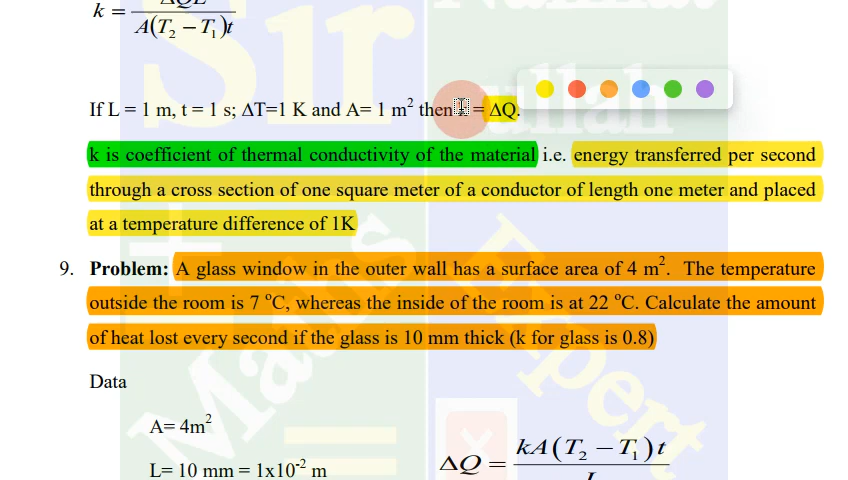 k = ΔQL / A(T₂ – T₁)t
If L = 1 m, t = 1 s; ΔT=1 K and A= 1 m² then = ΔQ.
k is coefficient of thermal conductivity of the material i.e. energy transferred per second
through a cross section of one square meter of a conductor of length one meter and placed
at a temperature difference of 1K
9. Problem: A glass window in the outer wall has a surface area of 4 m². The temperature
outside the room is 7 °C, whereas the inside of the room is at 22 °C. Calculate the amount
of heat lost every second if the glass is 10 mm thick (k for glass is 0.8)
Data
A= 4m²
L= 10 mm = 1x10⁻² m
ΔQ = kA(T₂ – T₁)t / L
Sir
Maths
Expert